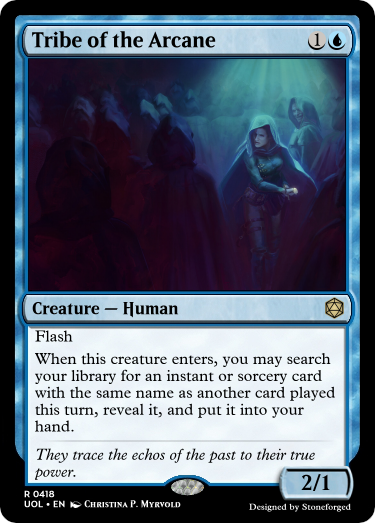 Tribe of the Arcane 1
Creature — Human
Flash
When this creature enters, you may search
your library for an instant or sorcery card
with the same name as another card played
this turn, reveal it, and put it into your
hand.
They trace the echos of the past to their true
power.
2/1
R 0418
UOL • EN Christina P. Myrvold
Designed by Stoneforged